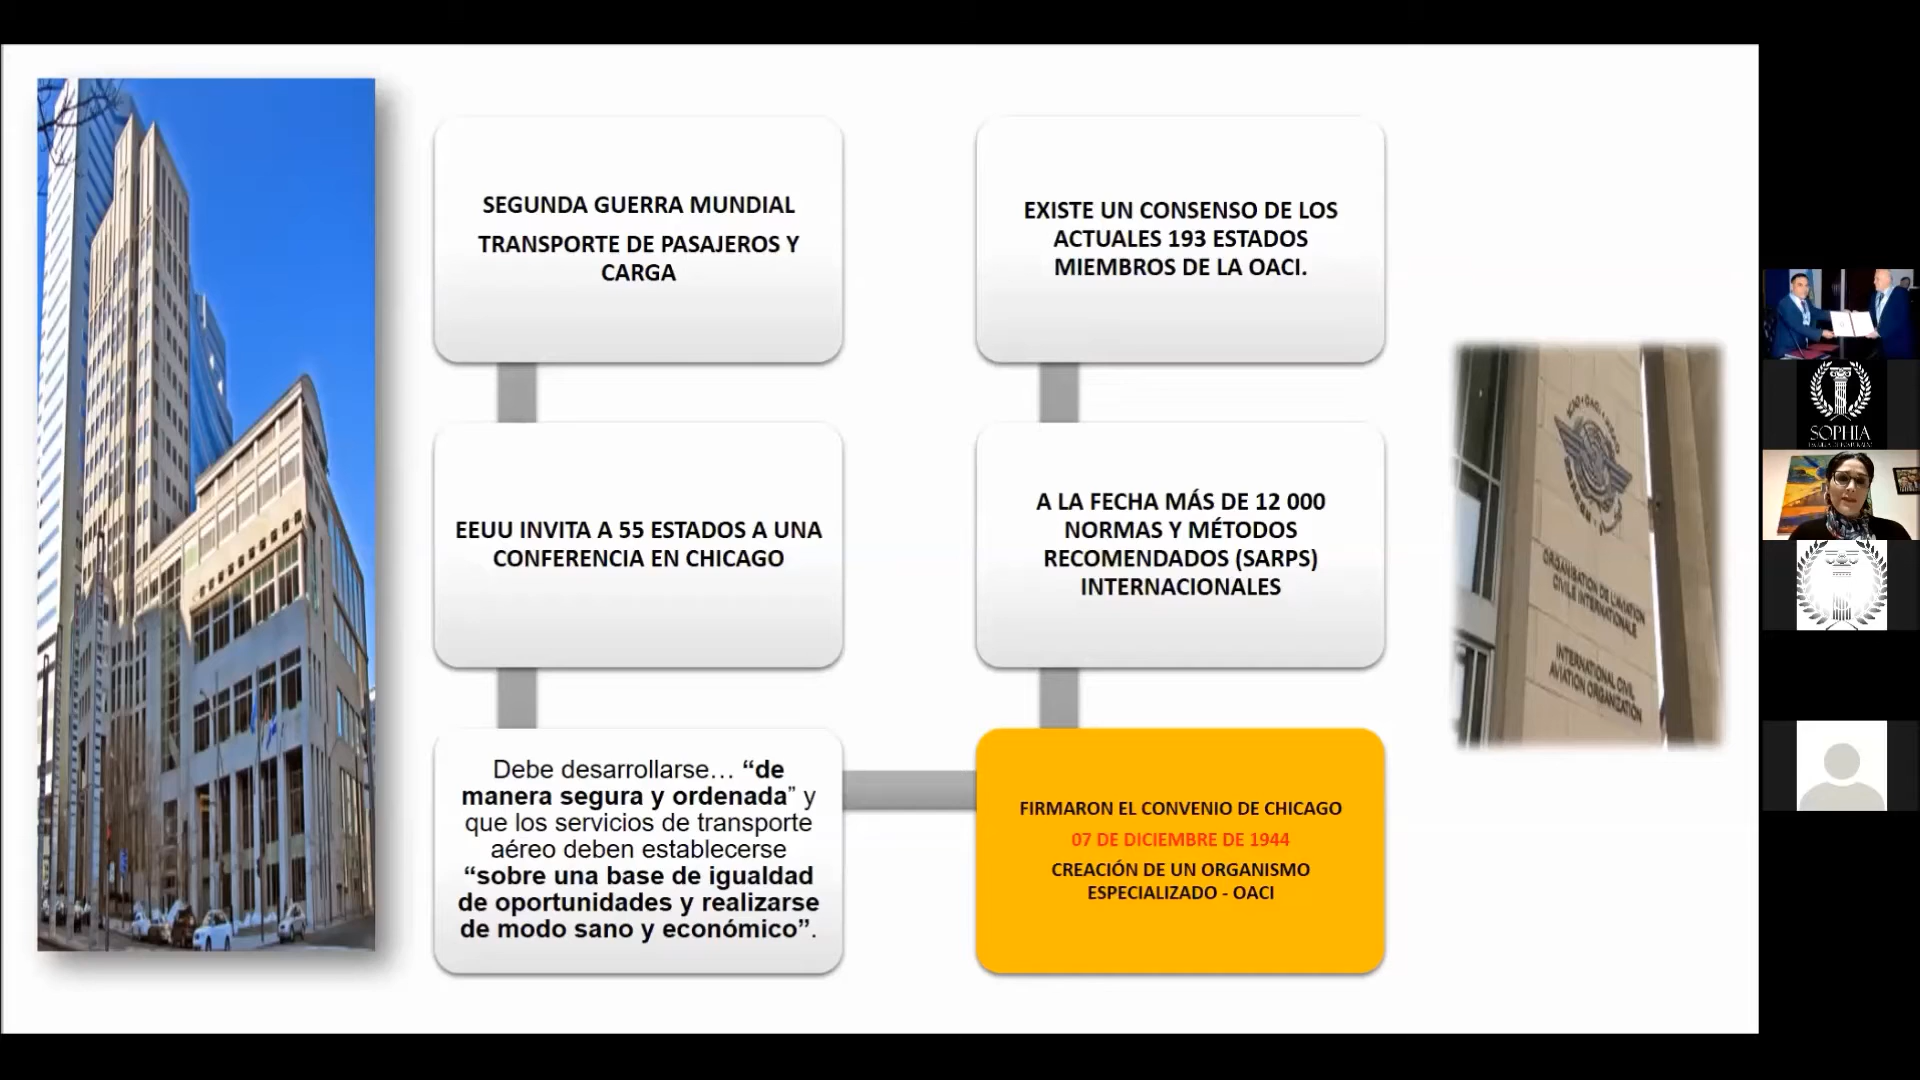 SEGUNDA GUERRA MUNDIAL
TRANSPORTE DE PASAJEROS Y
CARGA
EEUU INVITA A 55 ESTADOS A UNA
CONFERENCIA EN CHICAGO
Debe desarrollarse… “de
manera segura y ordenada” y
que los servicios de transporte
aéreo deben establecerse
“sobre una base de igualdad
de oportunidades y realizarse
de modo sano y económico”.
FIRMARON EL CONVENIO DE CHICAGO
07 DE DICIEMBRE DE 1944
CREACIÓN DE UN ORGANISMO
ESPECIALIZADO - OACI
A LA FECHA MÁS DE 12 000
NORMAS Y MÉTODOS
RECOMENDADOS (SARPS)
INTERNACIONALES
EXISTE UN CONSENSO DE LOS
ACTUALES 193 ESTADOS
MIEMBROS DE LA OACI.
ORGANISATION DE L'AVIATION
CIVILE INTERNATIONALE
INTERNATIONAL CIVIL
AVIATION ORGANIZATION
SOPHIA